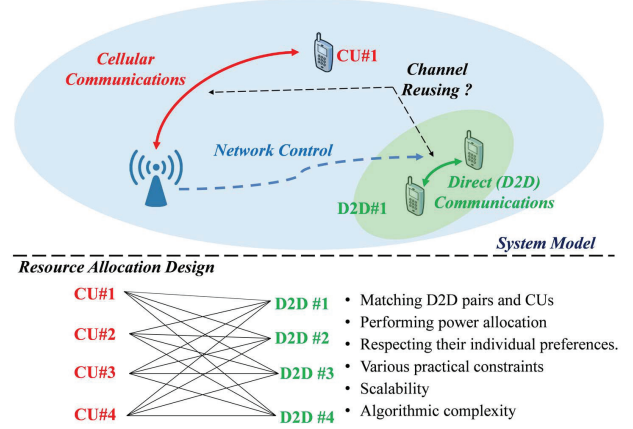 Cellular
Communications
CU#1
Channel
Reusing ?
Network Control
Direct (D2D)
Communications
D2D#1
System Model
Resource Allocation Design
CU#1
CU#2
CU#3
CU#4
D2D #1
D2D #2
D2D #3
D2D #4
• Matching D2D pairs and CUs
• Performing power allocation
• Respecting their individual preferences.
• Various practical constraints
• Scalability
• Algorithmic complexity